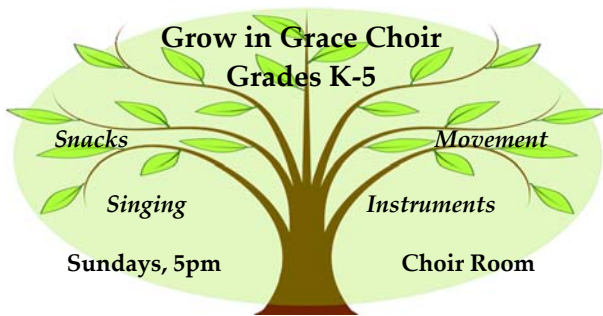 Grow in Grace Choir
Grades K-5
Snacks Movement
Singing Instruments
Sundays, 5pm Choir Room